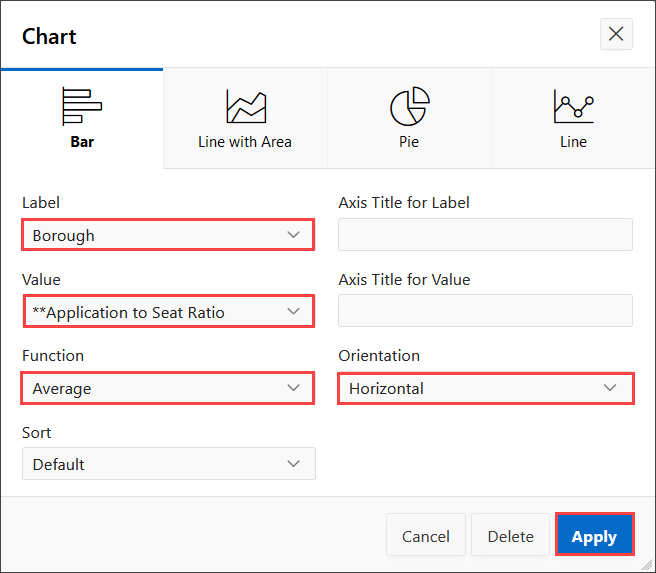 Chart
Bar
Line with Area
Pie
Line
Label
Axis Title for Label
Borough
Value
Axis Title for Value
**Application to Seat Ratio
Function
Orientation
Average
Horizontal
Sort
Default
Cancel
Delete
Apply